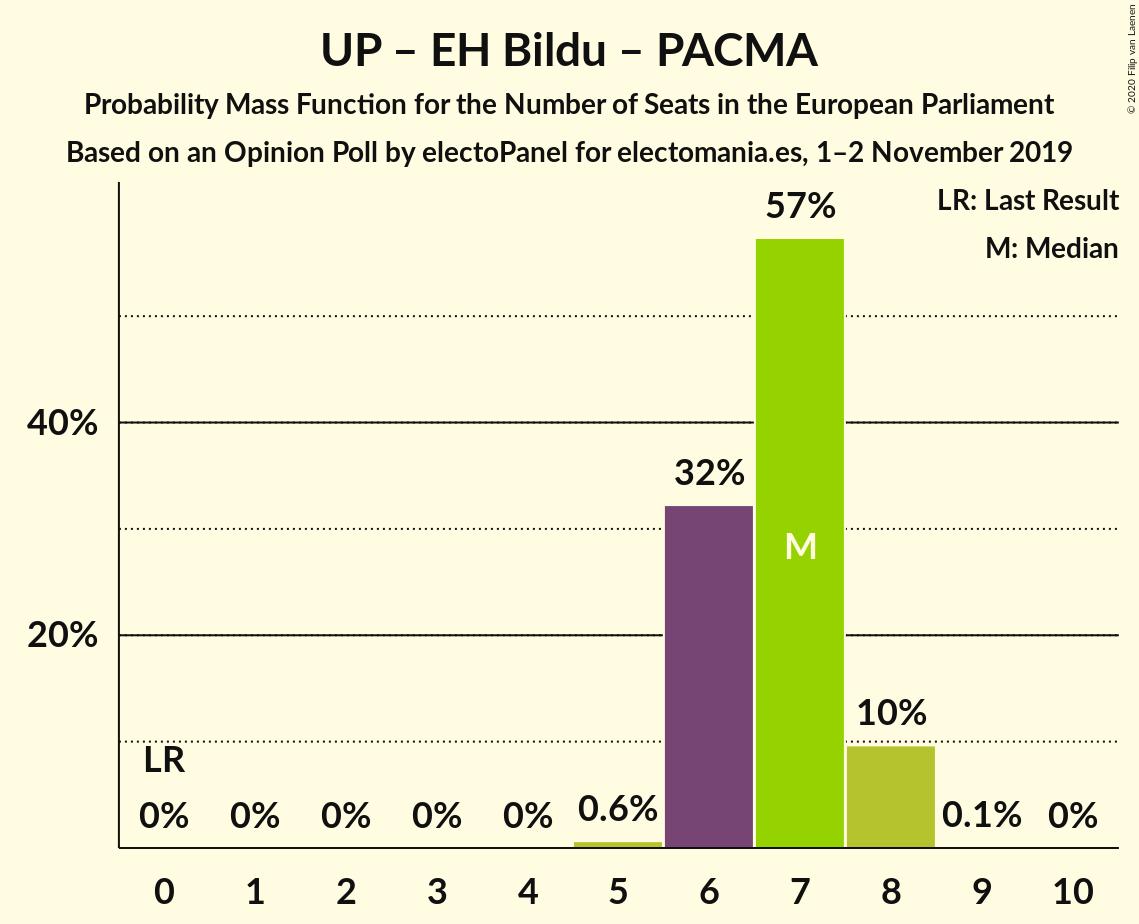 UP – EH Bildu – PACMA
Probability Mass Function for the Number of Seats in the European Parliament
Based on an Opinion Poll by electoPanel for electomania.es, 1–2 November 2019
© 2020 Filip van Laenen
LR: Last Result
M: Median
57%
40%
32%
M
20%
10%
LR
0% 0% 0% 0% 0% 0.6% 0.1% 0%
0 1 2 3 4 5 6 7 8 9 10